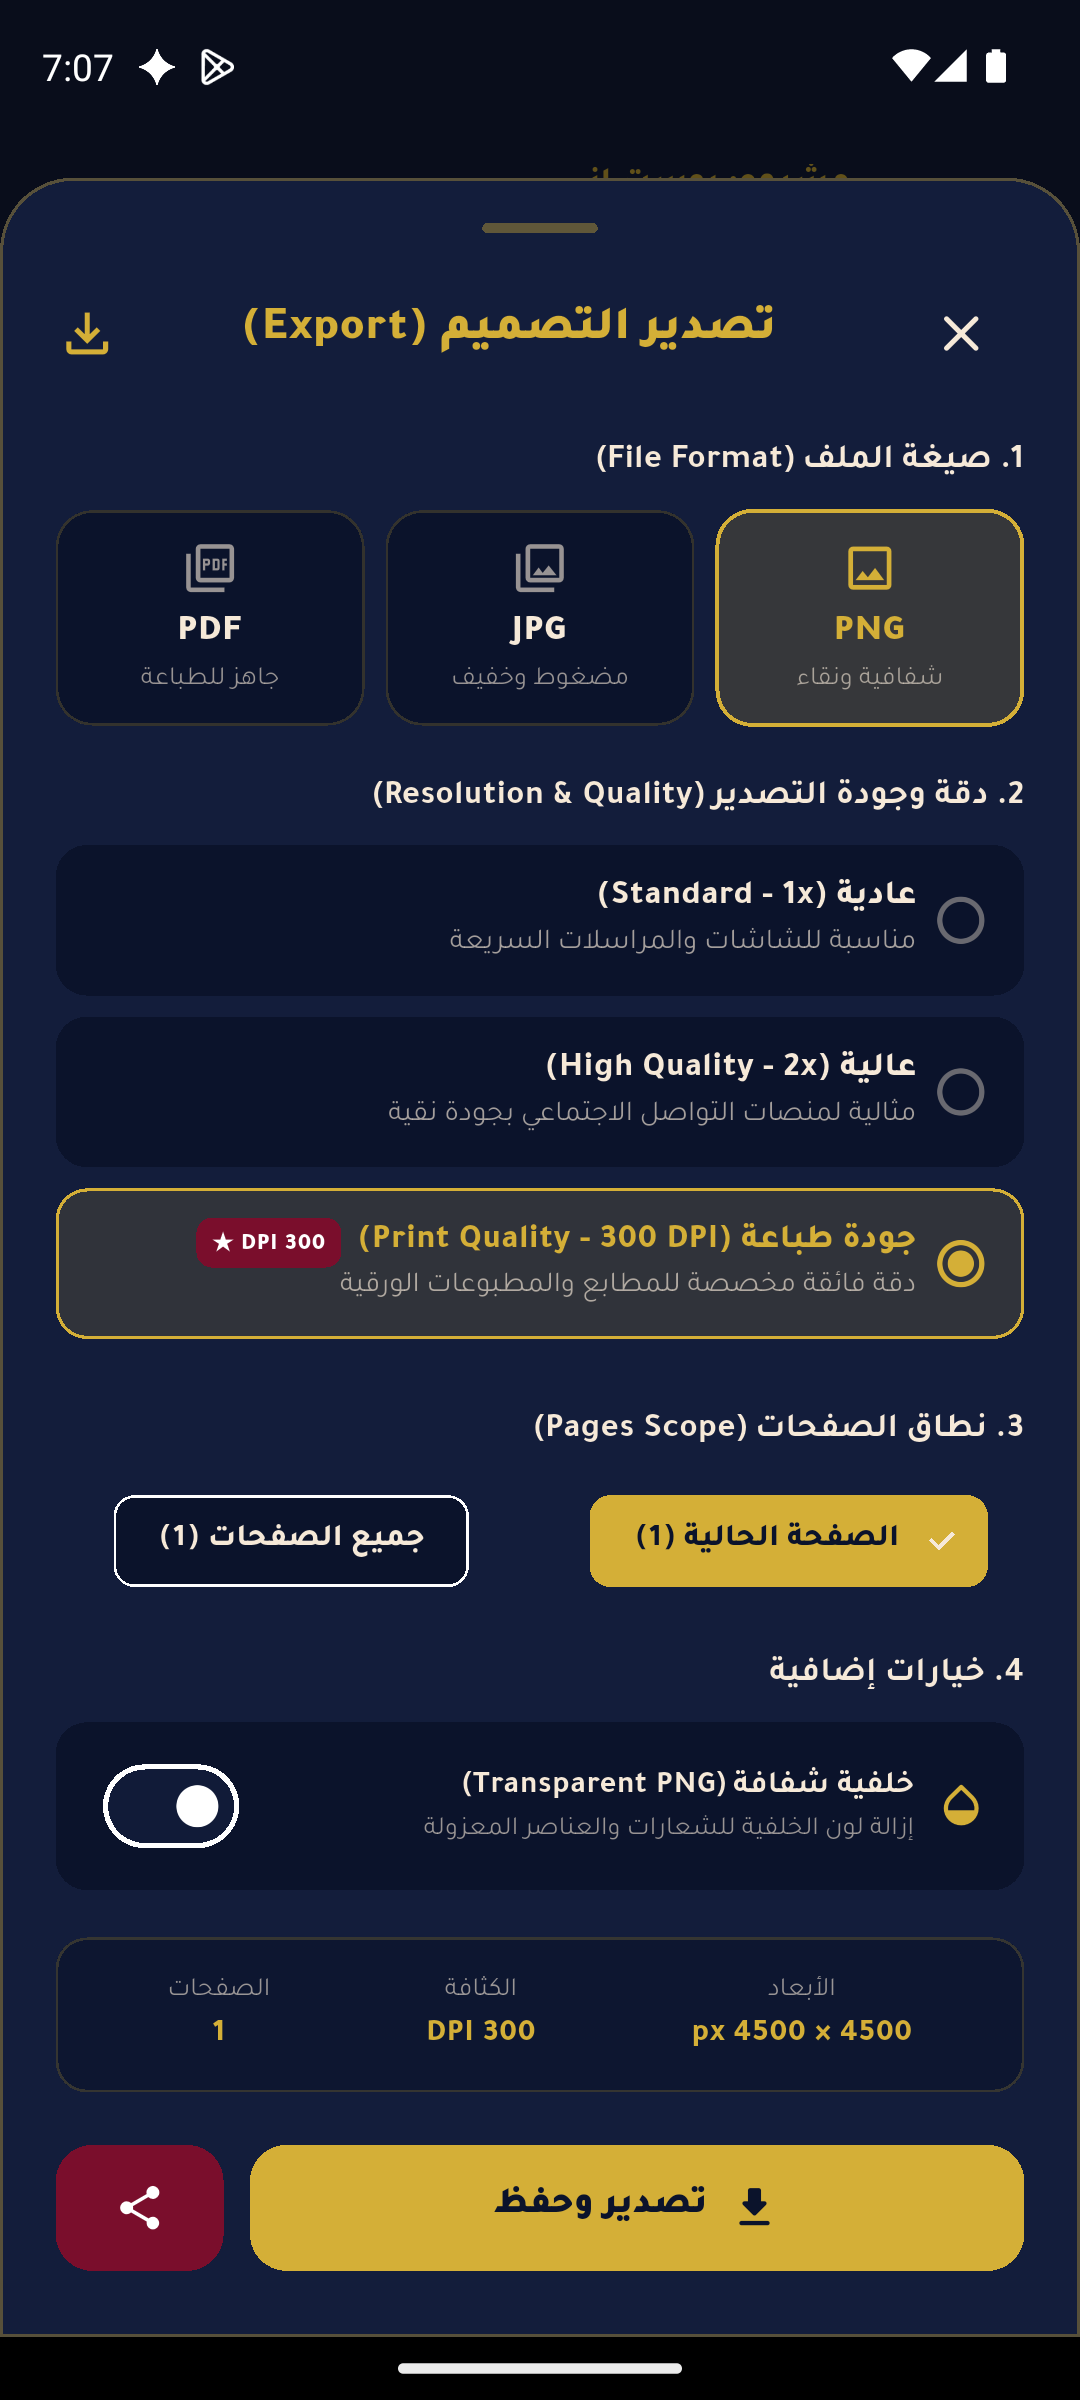 7:07
تصدير التصميم (Export)
1. صيغة الملف (File Format)
PNG
شفافية ونقاء
JPG
مضغوط وخفيف
PDF
PDF
جاهز للطباعة
2. دقة وجودة التصدير (Resolution & Quality)
عادية (Standard - 1x)
مناسبة للشاشات والمراسلات السريعة
عالية (High Quality - 2x)
مثالية لمنصات التواصل الاجتماعي بجودة نقية
جودة طباعة (Print Quality - 300 DPI)
300 DPI ★
دقة فائقة مخصصة للمطابع والمطبوعات الورقية
3. نطاق الصفحات (Pages Scope)
الصفحة الحالية (1)
جميع الصفحات (1)
4. خيارات إضافية
خلفية شفافة (Transparent PNG)
إزالة لون الخلفية للشعارات والعناصر المعزولة
الأبعاد
4500 × 4500 px
الكثافة
300 DPI
الصفحات
1
تصدير وحفظ